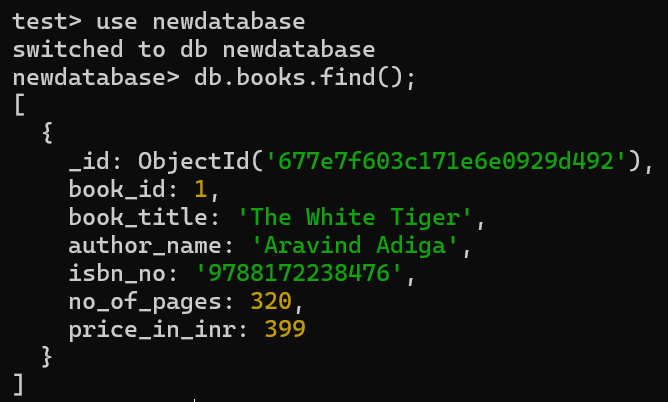 test> use newdatabase
switched to db newdatabase
newdatabase> db.books.find();
[
  {
    _id: ObjectId('677e7f603c171e6e0929d492'),
    book_id: 1,
    book_title: 'The White Tiger',
    author_name: 'Aravind Adiga',
    isbn_no: '9788172238476',
    no_of_pages: 320,
    price_in_inr: 399
  }
]